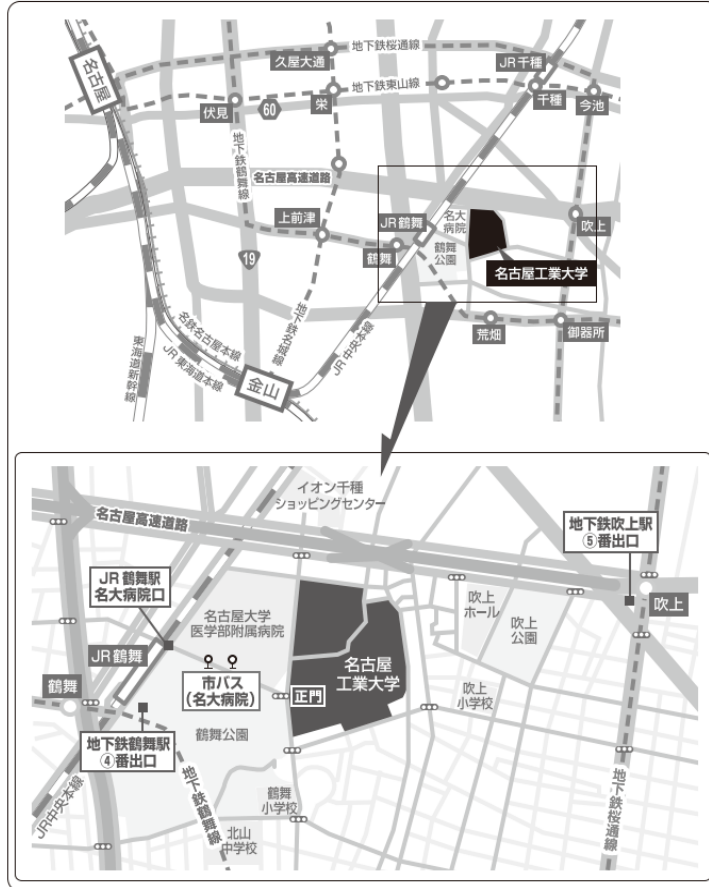 名古屋
久屋大通
地下鉄桜通線
JR千種
伏見
60
栄
地下鉄東山線
千種
今池
地下鉄鶴舞線
名古屋高速道路
上前津
JR鶴舞
名大
病院
吹上
鶴舞
鶴舞
公園
名古屋工業大学
19
地下鉄名城線
JR中央本線
荒畑
御器所
名鉄名古屋本線
JR東海道本線
東海道新幹線
金山
イオン千種
ショッピングセンター
名古屋高速道路
地下鉄吹上駅
⑤番出口
JR鶴舞駅
名大病院口
名古屋大学
医学部附属病院
吹上
ホール
吹上
公園
吹上
JR鶴舞
名古屋
工業大学
鶴舞
市バス
(名大病院)
正門
吹上
小学校
地下鉄鶴舞駅
④番出口
鶴舞公園
JR中央本線
地下鉄鶴舞線
鶴舞
小学校
北山
中学校
地下鉄桜通線